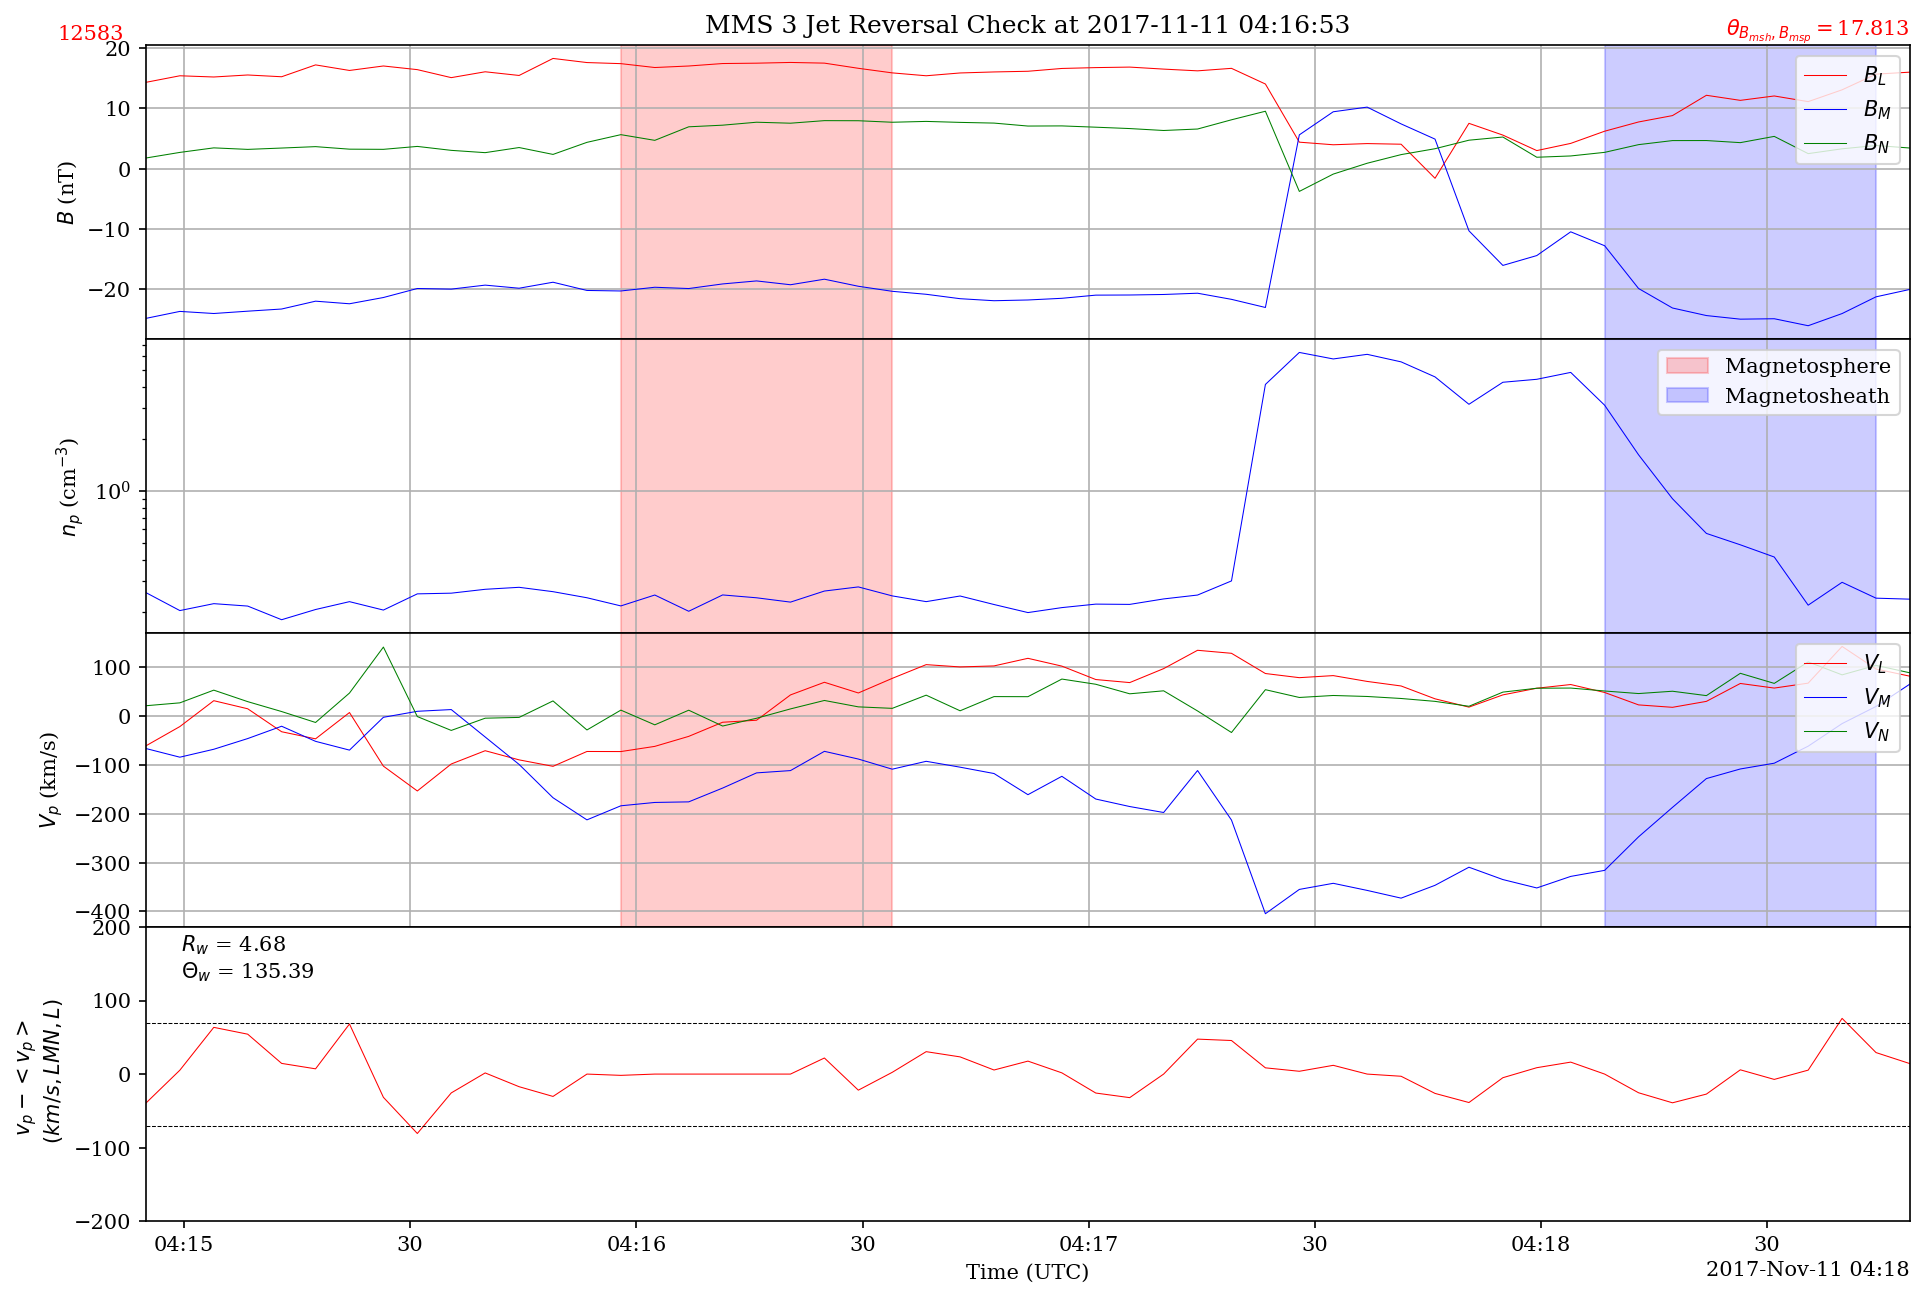 12583
MMS 3 Jet Reversal Check at 2017-11-11 04:16:53
θ_{B_{msh}, B_{msp}} = 17.813
B (nT)
20
10
0
−10
−20
B_L
B_M
B_N
n_p (cm^{−3})
10^0
Magnetosphere
Magnetosheath
V_p (km/s)
100
0
−100
−200
−300
−400
V_L
V_M
V_N
v_p − <v_p>
(km/s, LMN, L)
200
100
0
−100
−200
R_w = 4.68
Θ_w = 135.39
04:15 30 04:16 30 04:17 30 04:18 30
Time (UTC)
2017-Nov-11 04:18